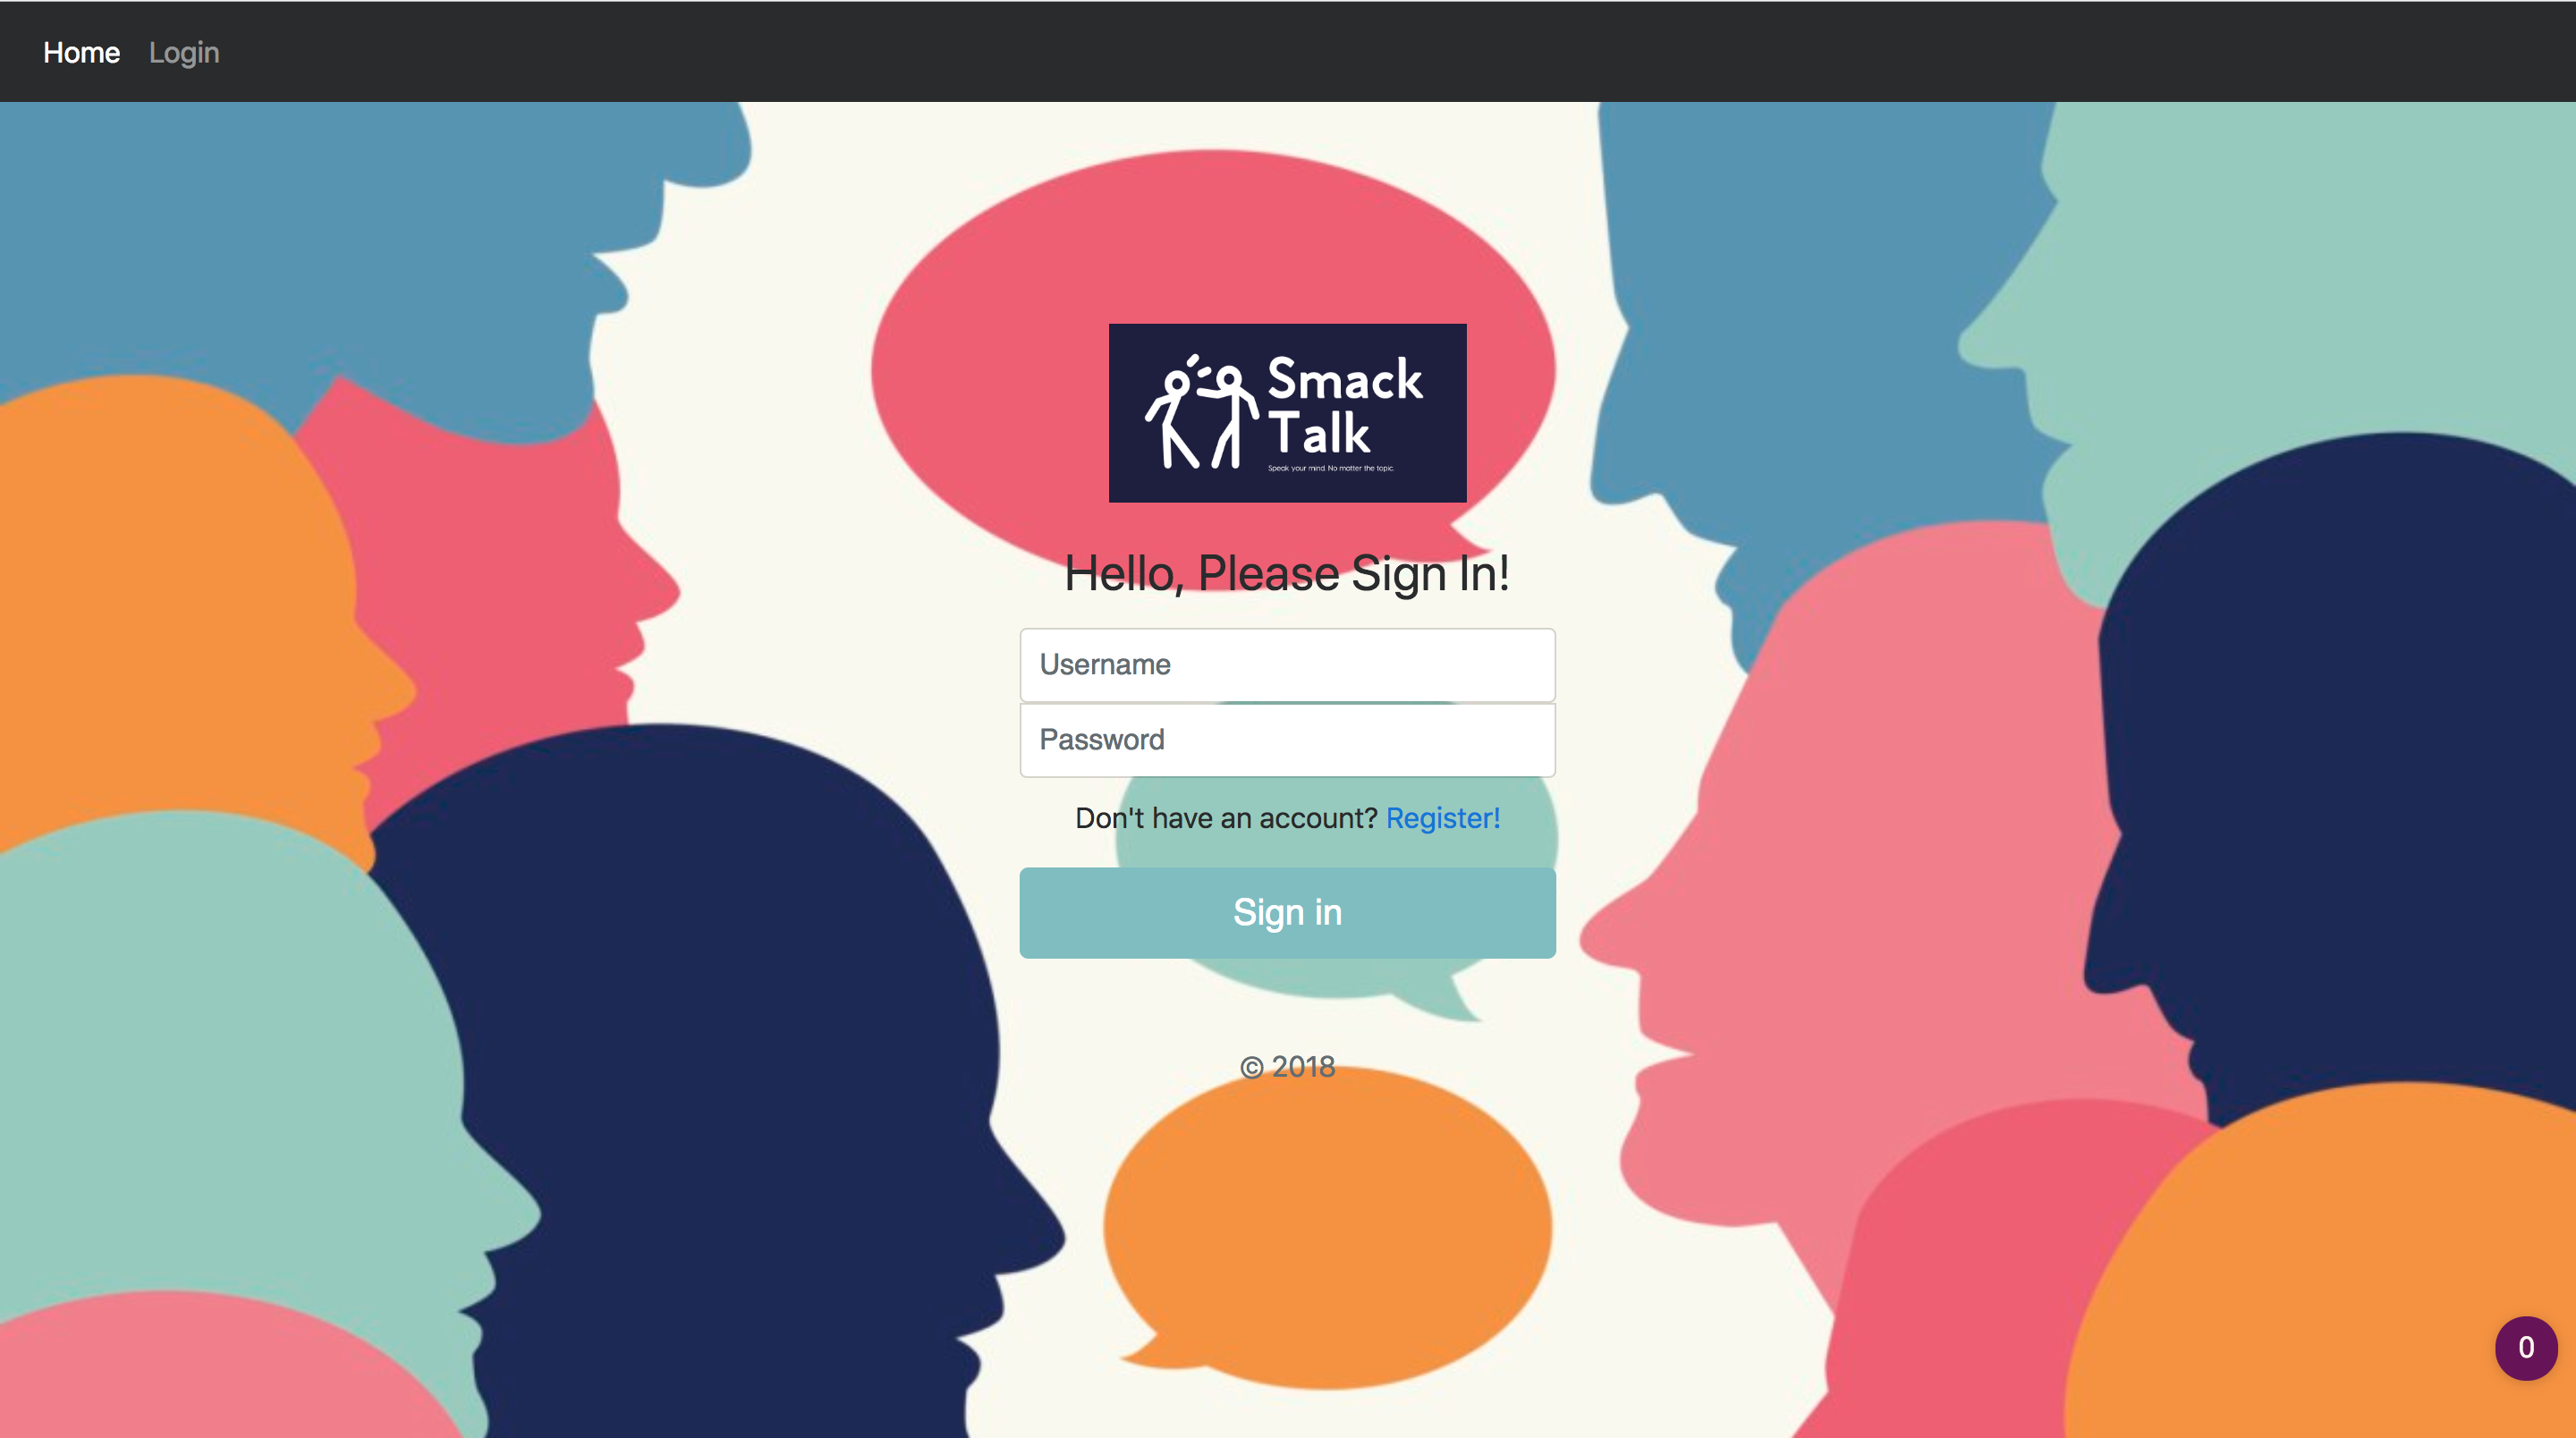 Home Login
Smack
Talk
Speak your mind. No matter the topic.
Hello, Please Sign In!
Username
Password
Don't have an account? Register!
Sign in
© 2018
0